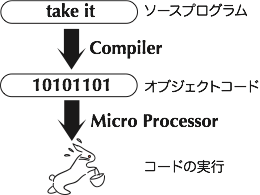 take it ソースプログラム
Compiler
10101101 オブジェクトコード
Micro Processor
コードの実行